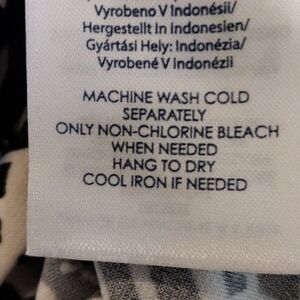 Vyrobeno V Indonésii/
Hergestellt In Indonesien/
Gyártási Hely: Indonézia/
Vyrobené V Indonézli
MACHINE WASH COLD
SEPARATELY
ONLY NON-CHLORINE BLEACH
WHEN NEEDED
HANG TO DRY
COOL IRON IF NEEDED